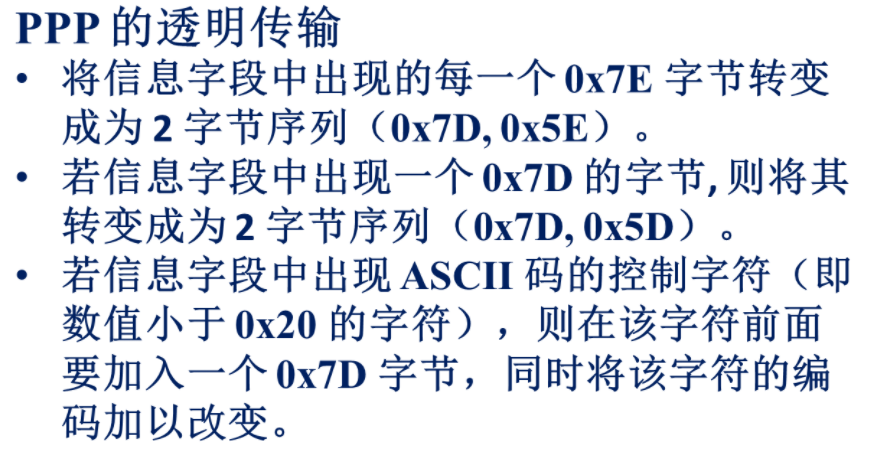 PPP 的透明传输
• 将信息字段中出现的每一个 0x7E 字节转变
成为 2 字节序列（0x7D, 0x5E）。
• 若信息字段中出现一个 0x7D 的字节, 则将其
转变成为 2 字节序列（0x7D, 0x5D）。
• 若信息字段中出现 ASCII 码的控制字符（即
数值小于 0x20 的字符），则在该字符前面
要加入一个 0x7D 字节，同时将该字符的编
码加以改变。